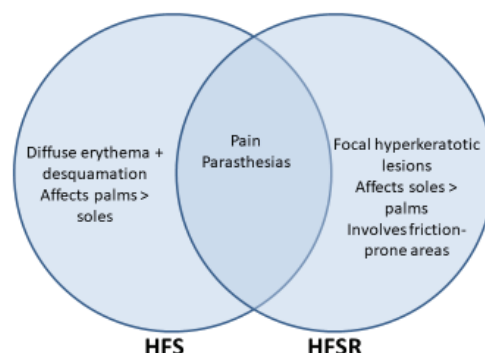 Diffuse erythema +
desquamation
Affects palms >
soles
Pain
Parasthesias
Focal hyperkeratotic
lesions
Affects soles >
palms
Involves friction-
prone areas
HFS
HFSR